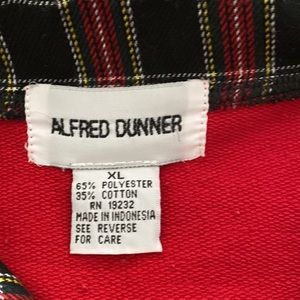 ALFRED DUNNER
XL
65% POLYESTER
35% COTTON
RN 19232
MADE IN INDONESIA
SEE REVERSE
FOR CARE